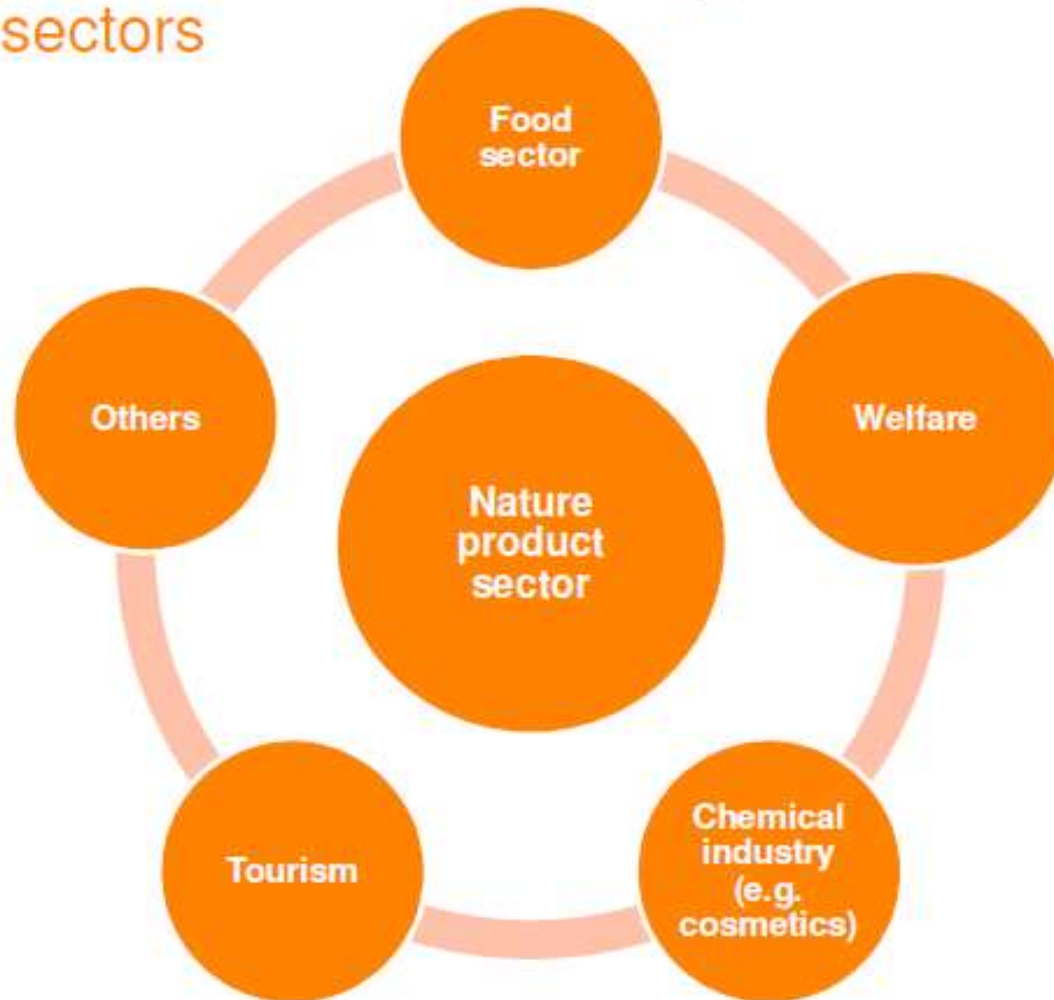 sectors
Food
sector
Welfare
Chemical
industry
(e.g.
cosmetics)
Tourism
Others
Nature
product
sector